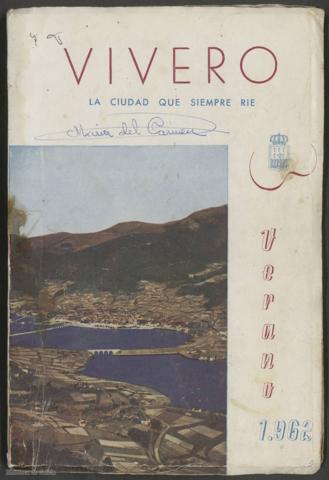 VIVERO
LA CIUDAD QUE SIEMPRE RIE
Maria del Carmen
Verano
1.962